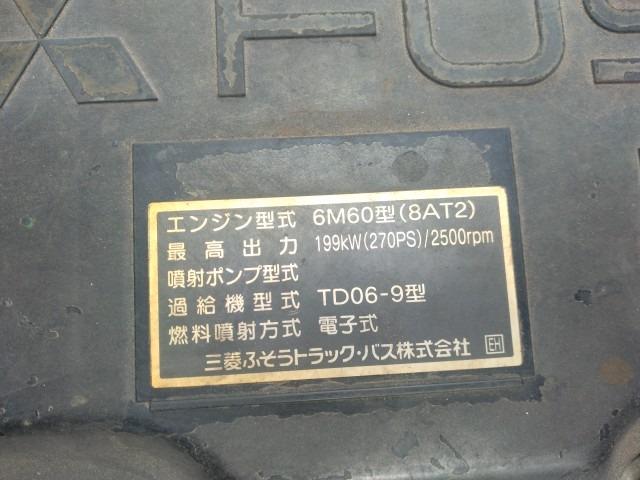 FUS
エンジン型式 6M60型(8AT2)
最高出力 199kW(270PS)/2500rpm
噴射ポンプ型式
過給機型式 TD06-9型
燃料噴射方式 電子式
三菱ふそうトラック・バス株式会社 EH